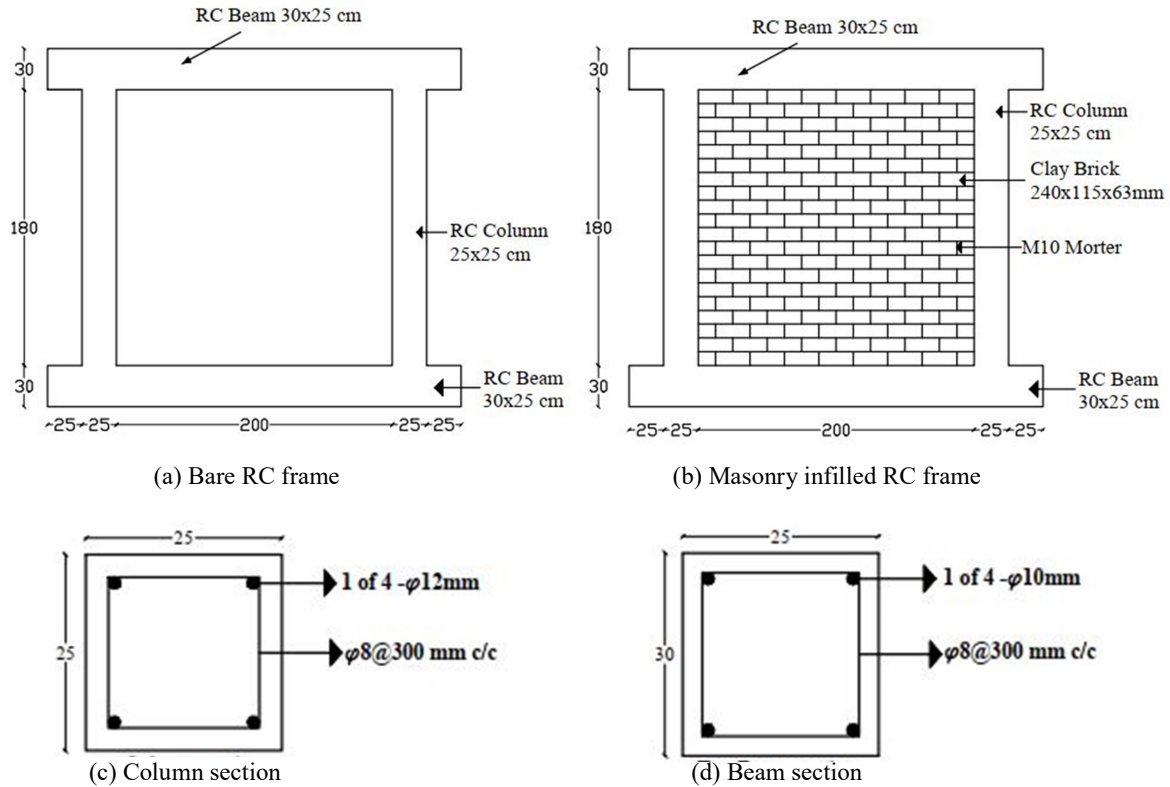 RC Beam 30x25 cm
30
180
RC Column
25x25 cm
30
RC Beam
30x25 cm
25 25 200 25 25
(a) Bare RC frame
RC Beam 30x25 cm
30
RC Column
25x25 cm
Clay Brick
240x115x63mm
180
M10 Morter
30
RC Beam
30x25 cm
25 25 200 25 25
(b) Masonry infilled RC frame
25
1 of 4 -φ12mm
25
φ8@300 mm c/c
(c) Column section
25
1 of 4 -φ10mm
30
φ8@300 mm c/c
(d) Beam section